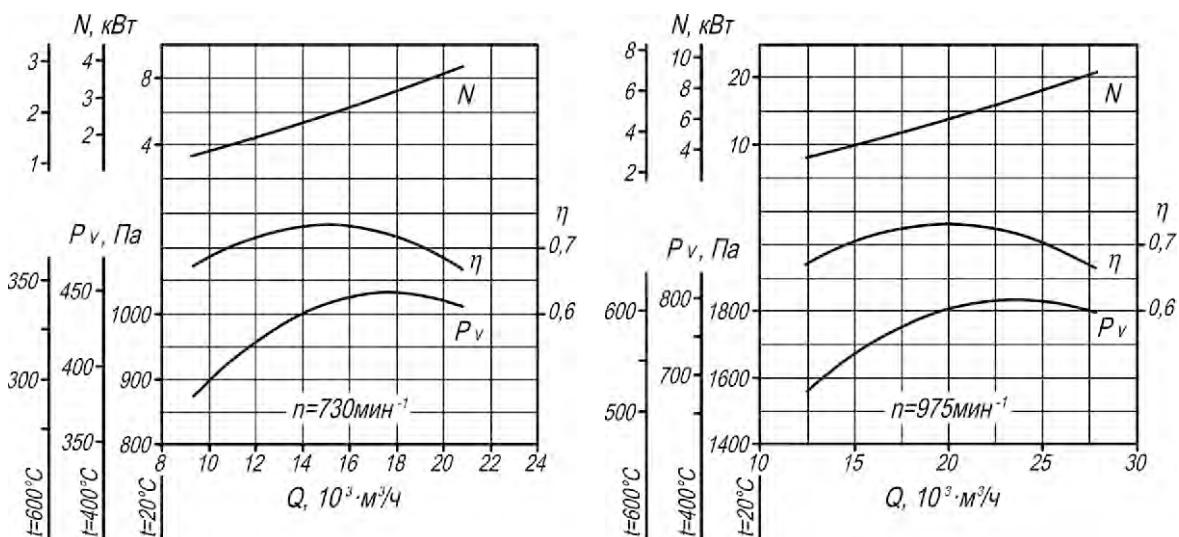 N, кВт
3
2
1
4
3
2
8
4
N
Pv, Па
η
0,7
0,6
η
Pv
350
300
450
400
350
1000
900
800
n=730мин⁻¹
8 10 12 14 16 18 20 22 24
Q, 10³·м³/ч
t=600°C
t=400°C
t=20°C
N, кВт
8
6
4
2
10
8
6
4
20
10
N
Pv, Па
η
0,7
0,6
η
Pv
600
500
800
700
1800
1600
1400
n=975мин⁻¹
10 15 20 25 30
Q, 10³·м³/ч
t=600°C
t=400°C
t=20°C